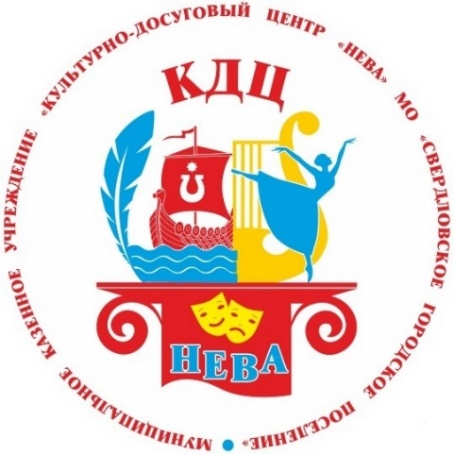 МУНИЦИПАЛЬНОЕ КАЗЕННОЕ УЧРЕЖДЕНИЕ «КУЛЬТУРНО-ДОСУГОВЫЙ ЦЕНТР «НЕВА» МО «СВЕРДЛОВСКОЕ ГОРОДСКОЕ ПОСЕЛЕНИЕ»
КДЦ
НЕВА